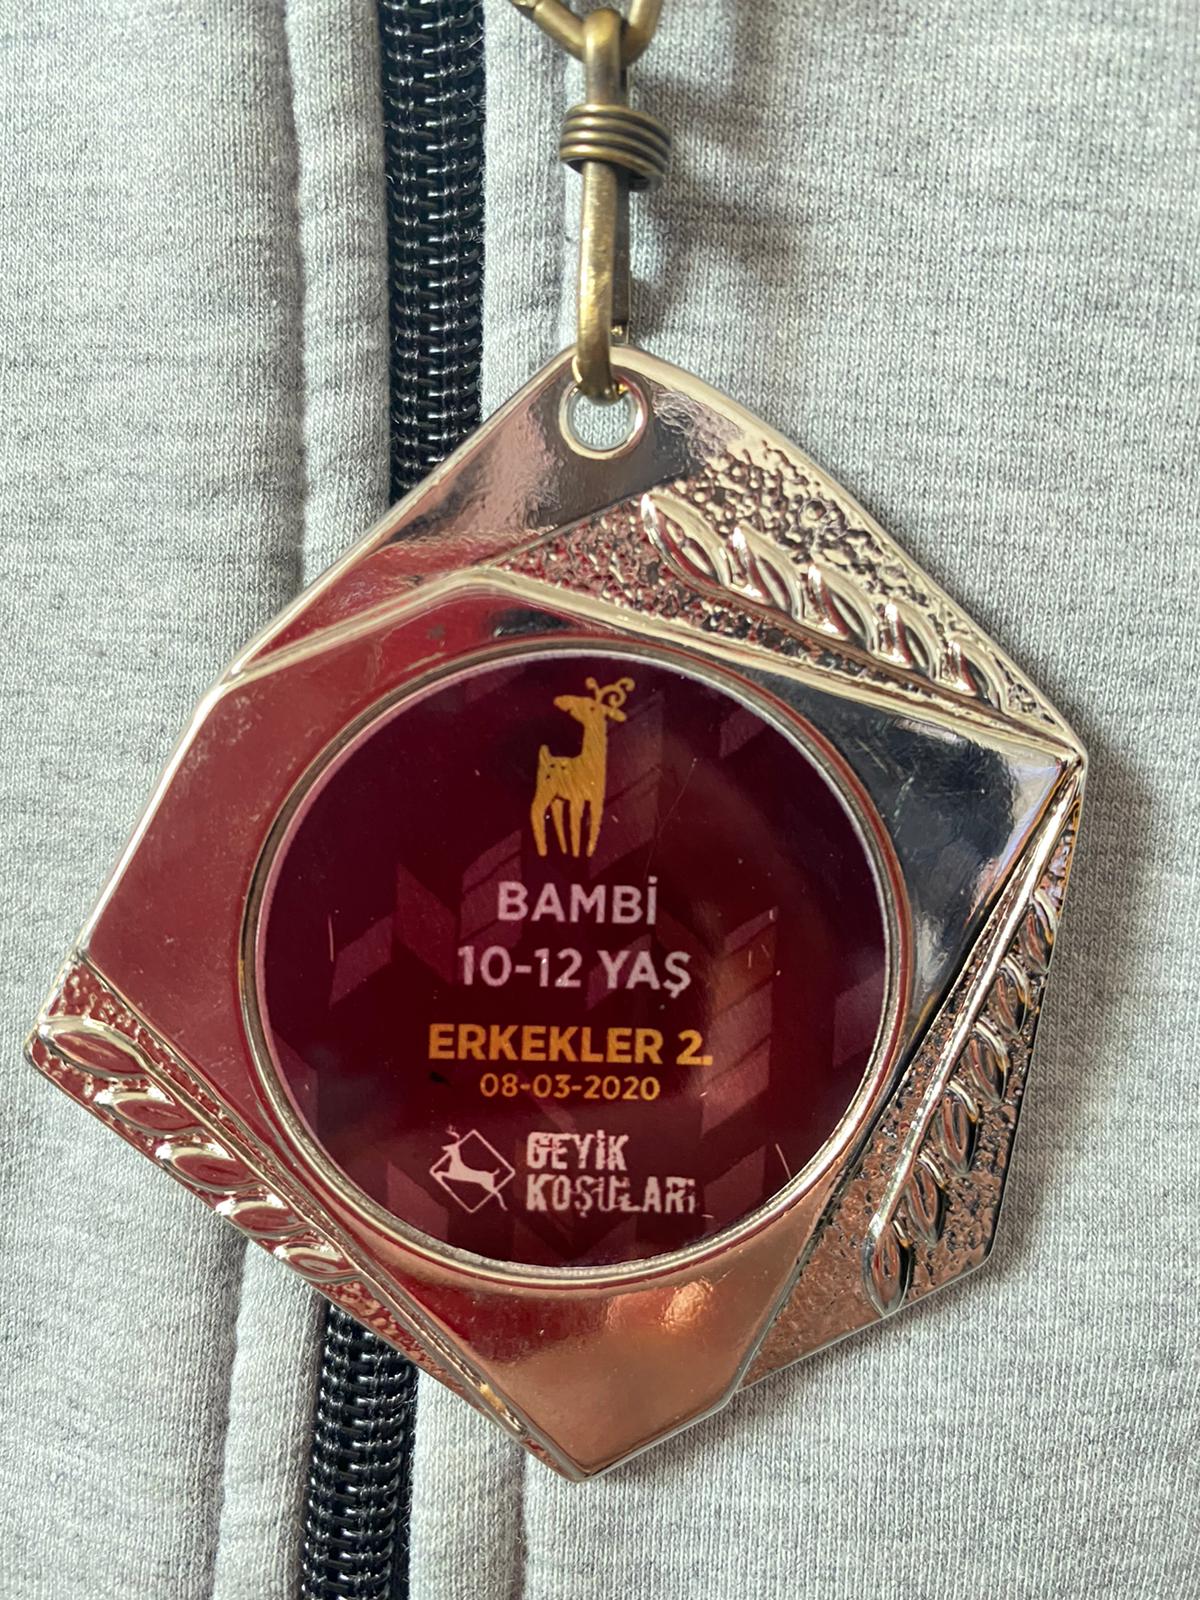 BAMBİ
10-12 YAŞ
ERKEKLER 2.
08-03-2020
GEYİK
KOŞULARI